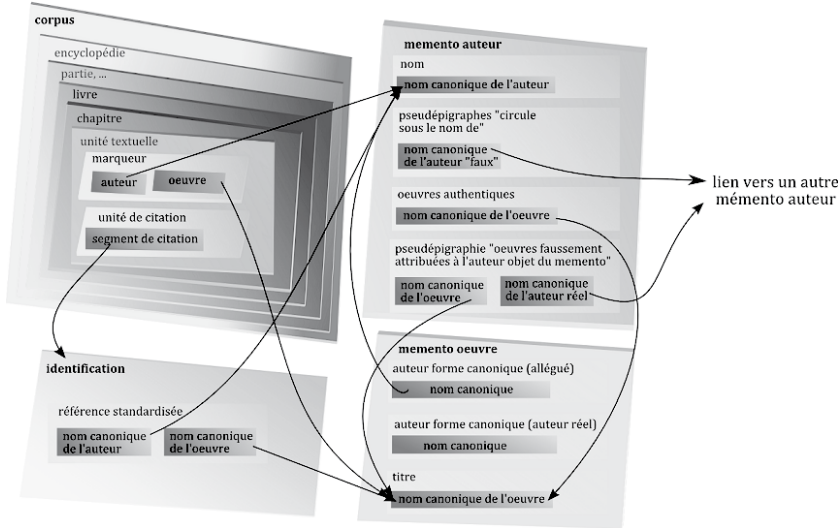 corpus
encyclopédie
partie, ...
livre
chapitre
unité textuelle
marqueur
auteur
oeuvre
unité de citation
segment de citation
identification
référence standardisée
nom canonique
de l'auteur
nom canonique
de l'oeuvre
memento auteur
nom
nom canonique de l'auteur
pseudépigraphes "circule
sous le nom de"
nom canonique
de l'auteur "faux"
oeuvres authentiques
nom canonique de l'oeuvre
pseudépigraphie "oeuvres faussement
attribuées à l'auteur objet du memento"
nom canonique
de l'oeuvre
nom canonique
de l'auteur réel
lien vers un autre
mémento auteur
memento oeuvre
auteur forme canonique (allégué)
nom canonique
auteur forme canonique (auteur réel)
nom canonique
titre
nom canonique de l'oeuvre